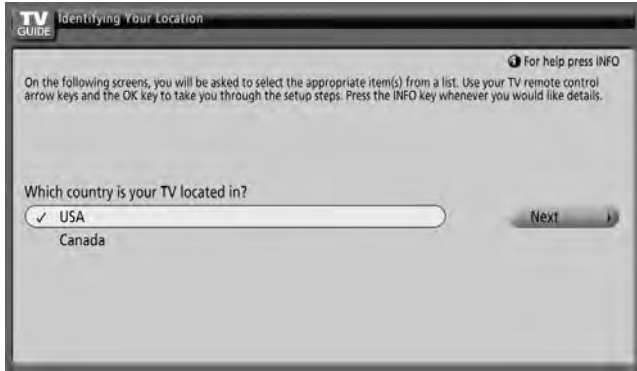 TV
GUIDE
Identifying Your Location
For help press INFO
On the following screens, you will be asked to select the appropriate item(s) from a list. Use your TV remote control
arrow keys and the OK key to take you through the setup steps. Press the INFO key whenever you would like details.
Which country is your TV located in?
✓ USA
Next
Canada